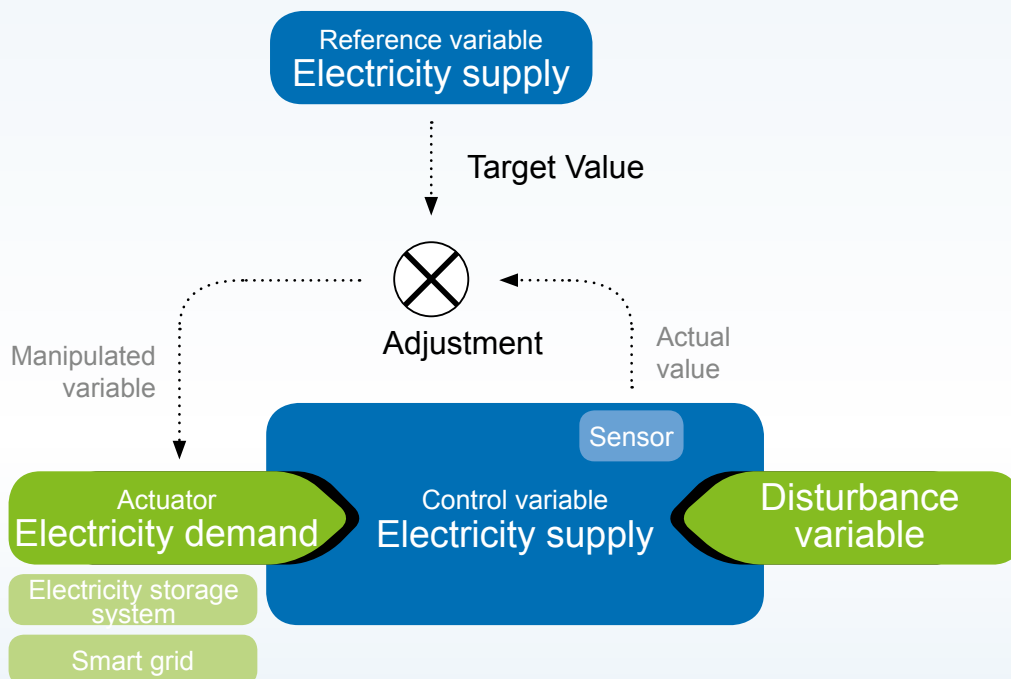 Reference variable
Electricity supply
Target Value
Adjustment
Manipulated
variable
Actual
value
Sensor
Actuator
Electricity demand
Control variable
Electricity supply
Disturbance
variable
Electricity storage
system
Smart grid